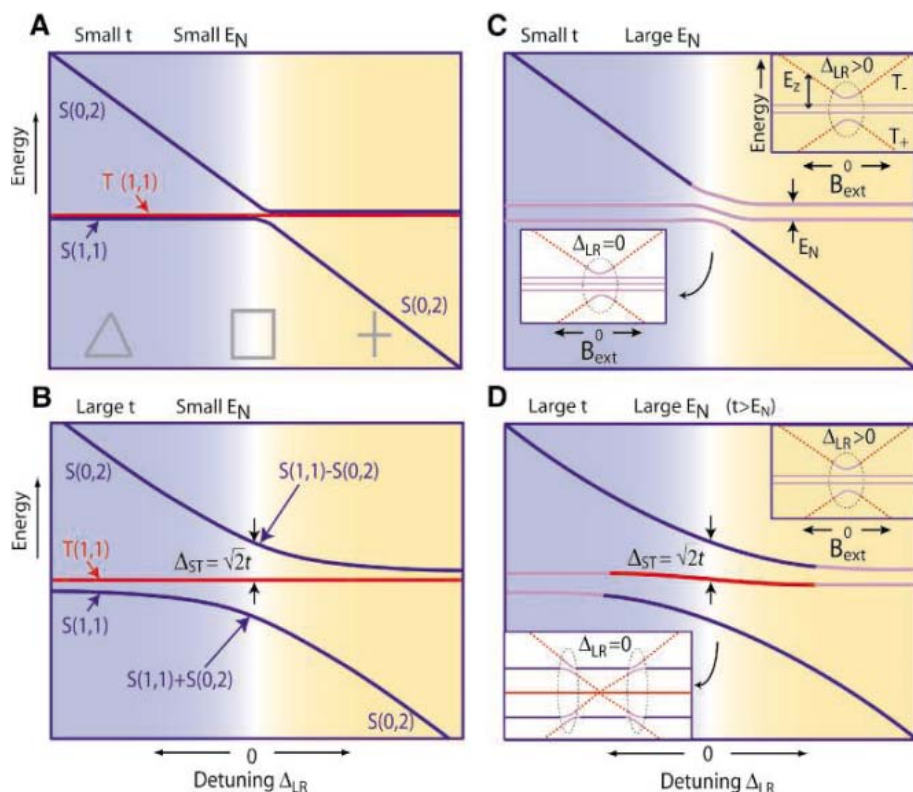 A
Small t Small E_N
S(0,2)
T (1,1)
S(1,1)
S(0,2)
Energy
C
Small t Large E_N
Energy
E_z
Δ_LR>0
T_-
T_+
0
B_ext
E_N
Δ_LR=0
0
B_ext
B
Large t Small E_N
S(0,2)
S(1,1)-S(0,2)
T(1,1)
Δ_ST=√2t
S(1,1)
S(1,1)+S(0,2)
S(0,2)
Energy
0
Detuning Δ_LR
D
Large t Large E_N (t>E_N)
Δ_LR>0
0
B_ext
Δ_ST=√2t
Δ_LR=0
0
Detuning Δ_LR